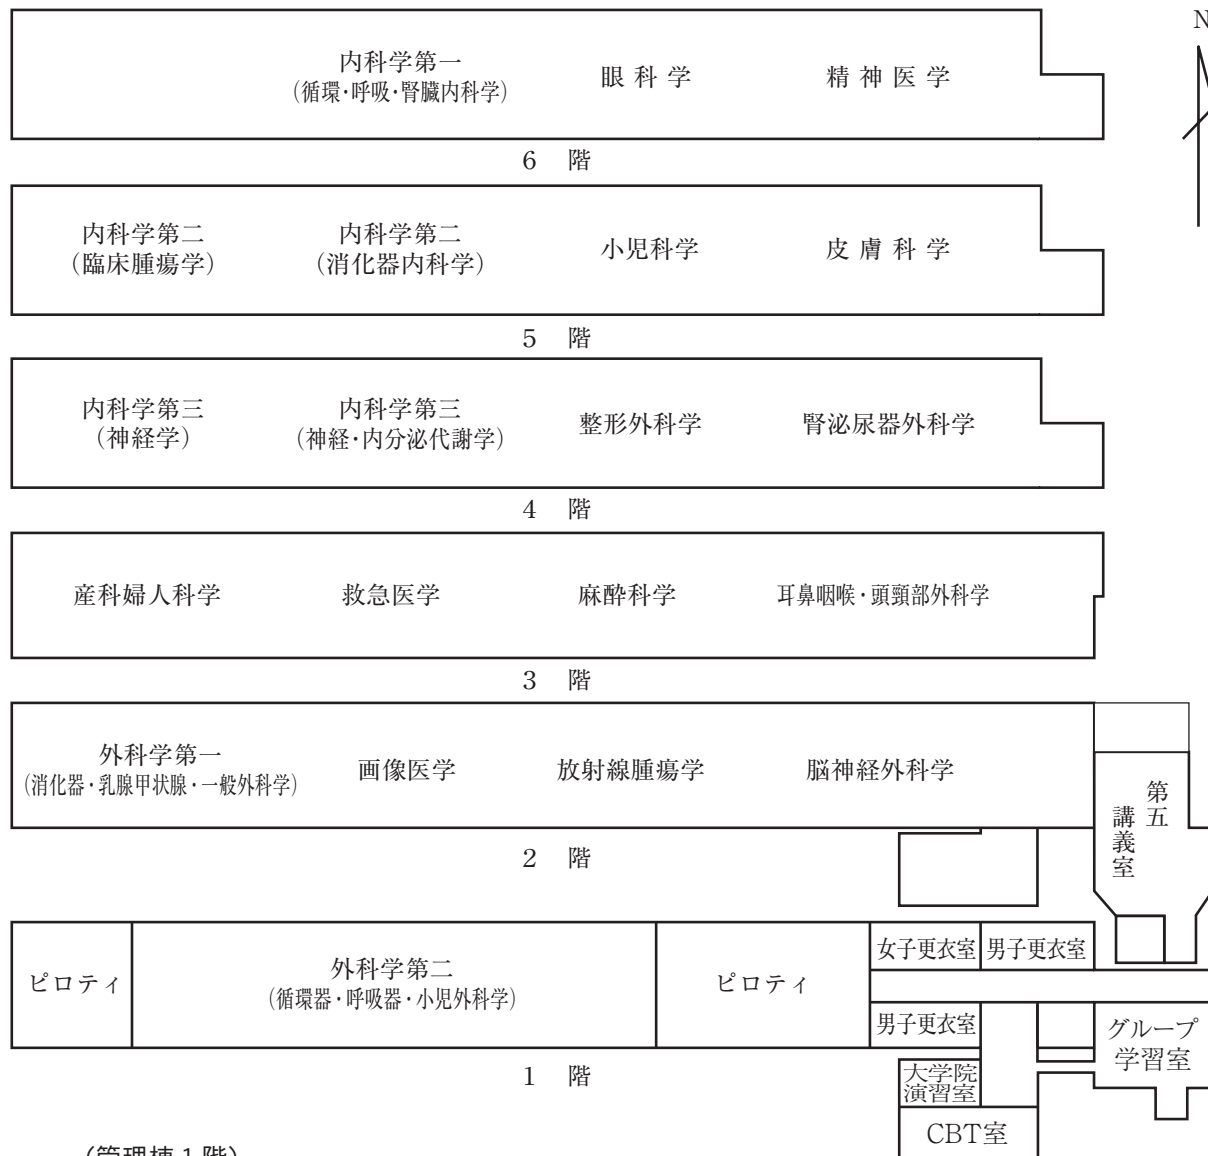 N
内科学第一
(循環・呼吸・腎臓内科学)
眼科学
精神医学
6 階
内科学第二
(臨床腫瘍学)
内科学第二
(消化器内科学)
小児科学
皮膚科学
5 階
内科学第三
(神経学)
内科学第三
(神経・内分泌代謝学)
整形外科学
腎泌尿器外科学
4 階
産科婦人科学
救急医学
麻酔科学
耳鼻咽喉・頭頸部外科学
3 階
外科学第一
(消化器・乳腺甲状腺・一般外科学)
画像医学
放射線腫瘍学
脳神経外科学
第五
講義室
2 階
ピロティ
外科学第二
(循環器・呼吸器・小児外科学)
ピロティ
女子更衣室
男子更衣室
男子更衣室
グループ
学習室
大学院
演習室
CBT室
1 階
(管理棟1階)